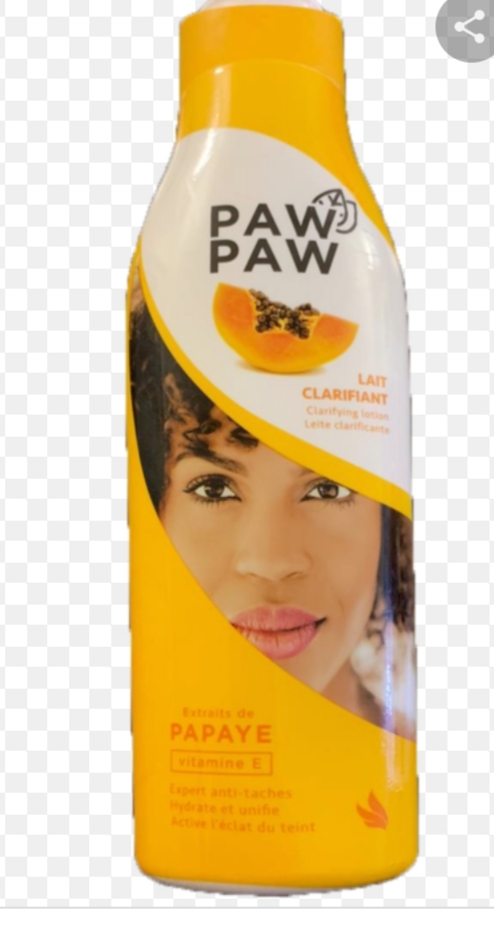 PAW
PAW
LAIT
CLARIFIANT
Clarifying lotion
Leite clarificante
Extraits de
PAPAYE
vitamine E
Expert anti-taches
Hydrate et unifie
Active l'éclat du teint